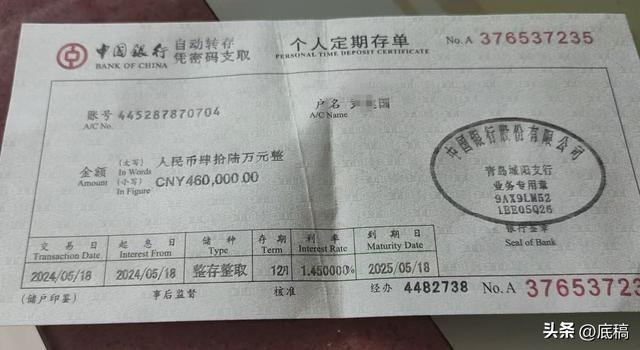 中国银行 自动转存 个人定期存单 No.A 376537235
BANK OF CHINA 凭密码支取 PERSONAL TIME DEPOSIT CERTIFICATE
账号 445287870704 户名
A/C No. A/C Name
中国银行股份有限公司
青岛城阳支行
业务专用章
9AX9LM52
1BE05Q26
金额 (大写) 人民币肆拾陆万元整
Amount In Words
(小写) CNY460,000.00
In Figure
银行签章
Seal of Bank
交易日 起息日 储种 存期 利率 到期日
Transaction Date Interest From Type Term Interest Rate Maturity Date
2024/05/18 2024/05/18 整存整取 12月 1.450000% 2025/05/18
(储户印鉴) 事后监督 核准 经办 4482738 No.A 37653723
头条 @底稿